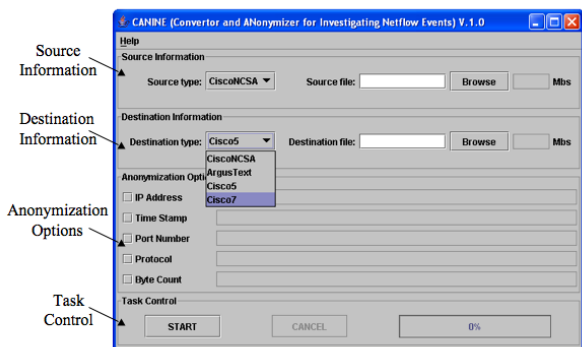 CANINE (Convertor and ANonymizer for Investigating Netflow Events) V.1.0
Help
Source Information
Source Information
Source type: CiscoNCSA Source file: Browse Mbs
Destination Information
Destination Information
Destination type: Cisco5 Destination file: Browse Mbs
CiscoNCSA
ArgusText
Cisco5
Cisco7
Anonymization Opti
Anonymization Options
IP Address
Time Stamp
Port Number
Protocol
Byte Count
Task Control
Task Control
START CANCEL 0%